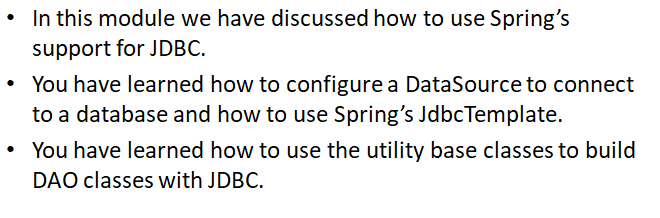 • In this module we have discussed how to use Spring’s
support for JDBC.
• You have learned how to configure a DataSource to connect
to a database and how to use Spring’s JdbcTemplate.
• You have learned how to use the utility base classes to build
DAO classes with JDBC.